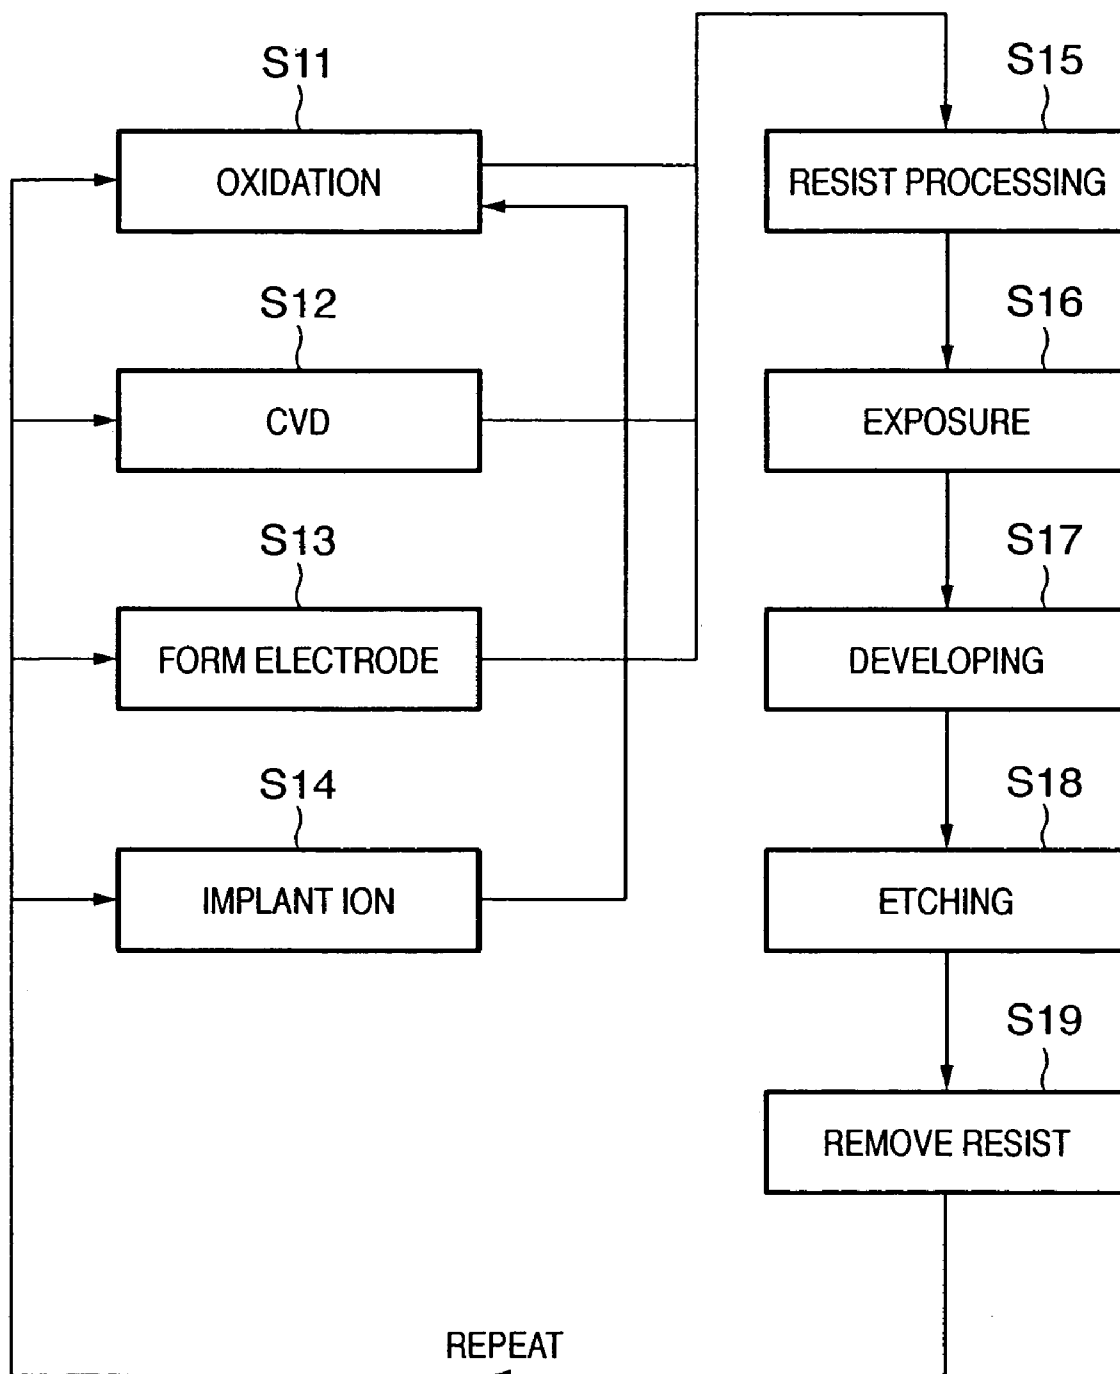 S11
OXIDATION
S12
CVD
S13
FORM ELECTRODE
S14
IMPLANT ION
S15
RESIST PROCESSING
S16
EXPOSURE
S17
DEVELOPING
S18
ETCHING
S19
REMOVE RESIST
REPEAT